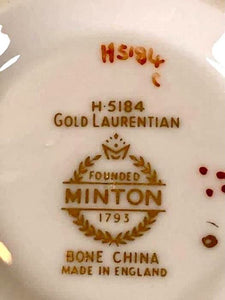 H5184
C
H-5184
GOLD LAURENTIAN
FOUNDED
MINTON
1793
BONE CHINA
MADE IN ENGLAND